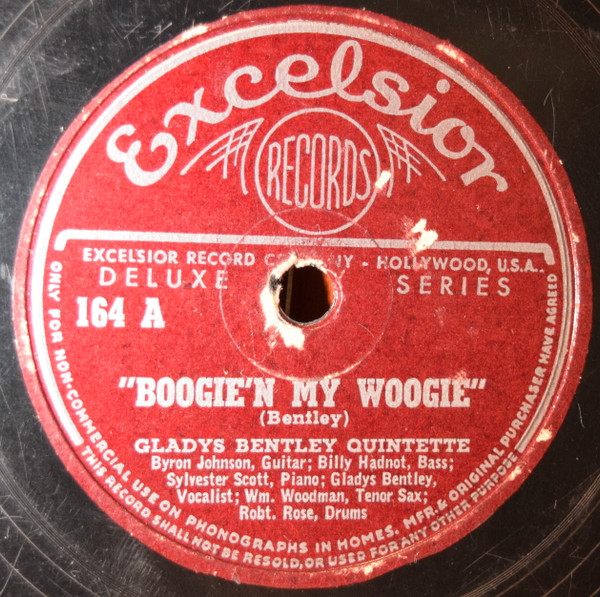 Excelsior
RECORDS
EXCELSIOR RECORD NY - HOLLYWOOD, U.S.A.
DELUXE SERIES
164 A
"BOOGIE'N MY WOOGIE"
(Bentley)
GLADYS BENTLEY QUINTETTE
Byron Johnson, Guitar; Billy Hadnot, Bass;
Sylvester Scott, Piano; Gladys Bentley,
Vocalist; Wm. Woodman, Tenor Sax;
Robt. Rose, Drums
ONLY FOR NON-COMMERCIAL USE ON PHONOGRAPHS IN HOMES. MFR. & ORIGINAL PURCHASER HAVE AGREED
THIS RECORD SHALL NOT BE RESOLD, OR USED FOR ANY OTHER PURPOSE